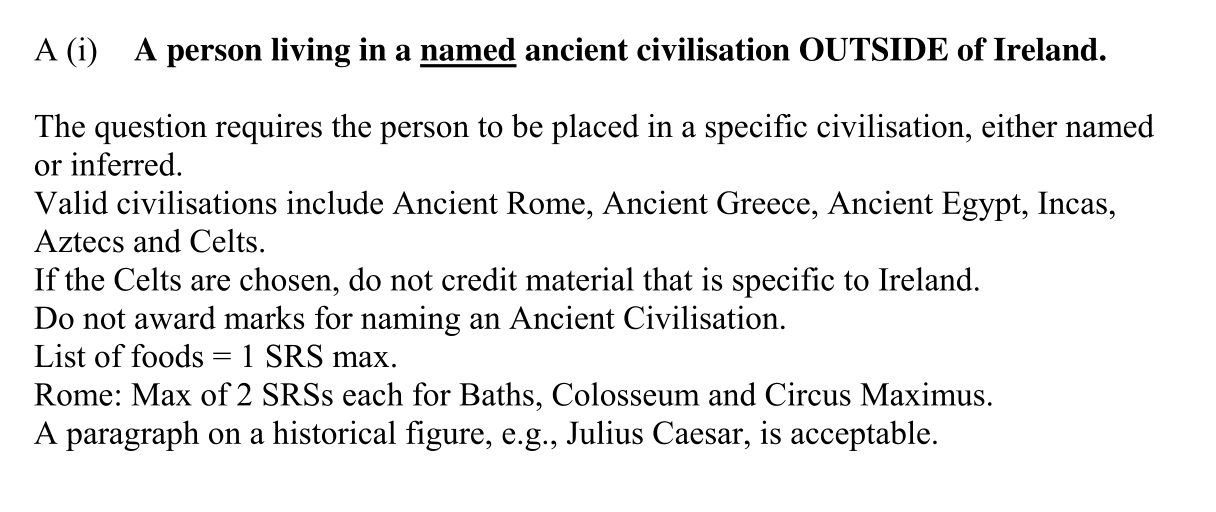 A (i) A person living in a named ancient civilisation OUTSIDE of Ireland.
The question requires the person to be placed in a specific civilisation, either named
or inferred.
Valid civilisations include Ancient Rome, Ancient Greece, Ancient Egypt, Incas,
Aztecs and Celts.
If the Celts are chosen, do not credit material that is specific to Ireland.
Do not award marks for naming an Ancient Civilisation.
List of foods = 1 SRS max.
Rome: Max of 2 SRSs each for Baths, Colosseum and Circus Maximus.
A paragraph on a historical figure, e.g., Julius Caesar, is acceptable.